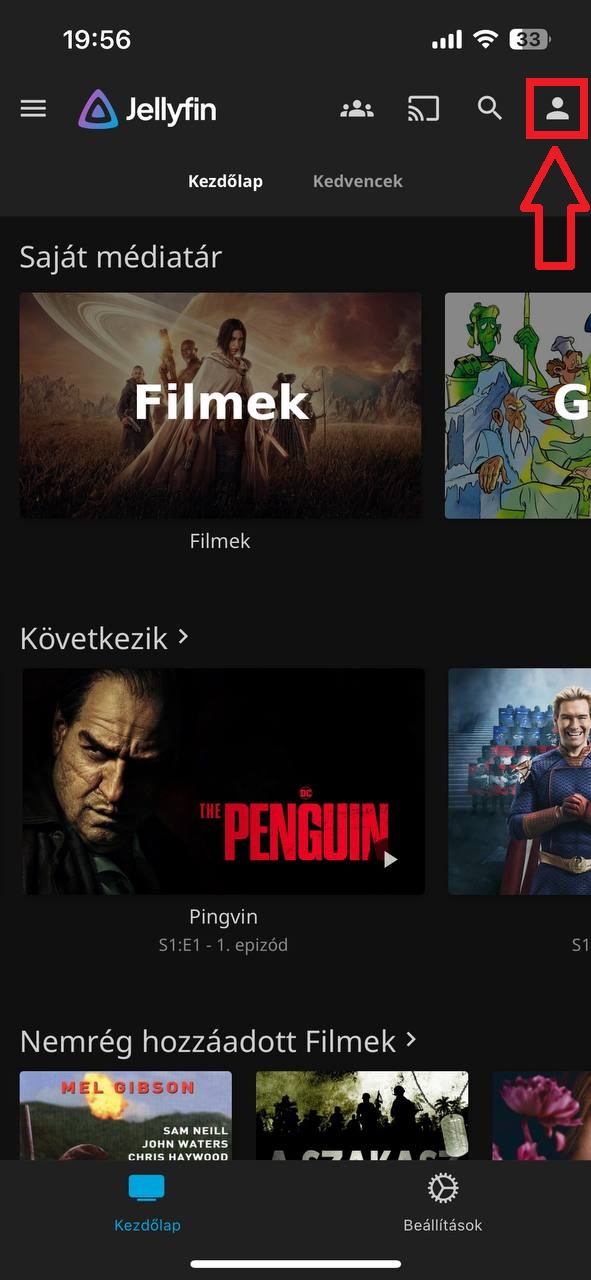 19:56
33
Jellyfin
Kezdőlap Kedvencek
Saját médiatár
Filmek
G
Filmek
Következik
DC
THE PENGUIN
Pingvin
S1:E1 - 1. epizód
S1
Nemrég hozzáadott Filmek
MEL GIBSON
SAM NEILL
JOHN WATERS
CHRIS HAYWOOD
A SZAKASZ
Kezdőlap Beállítások